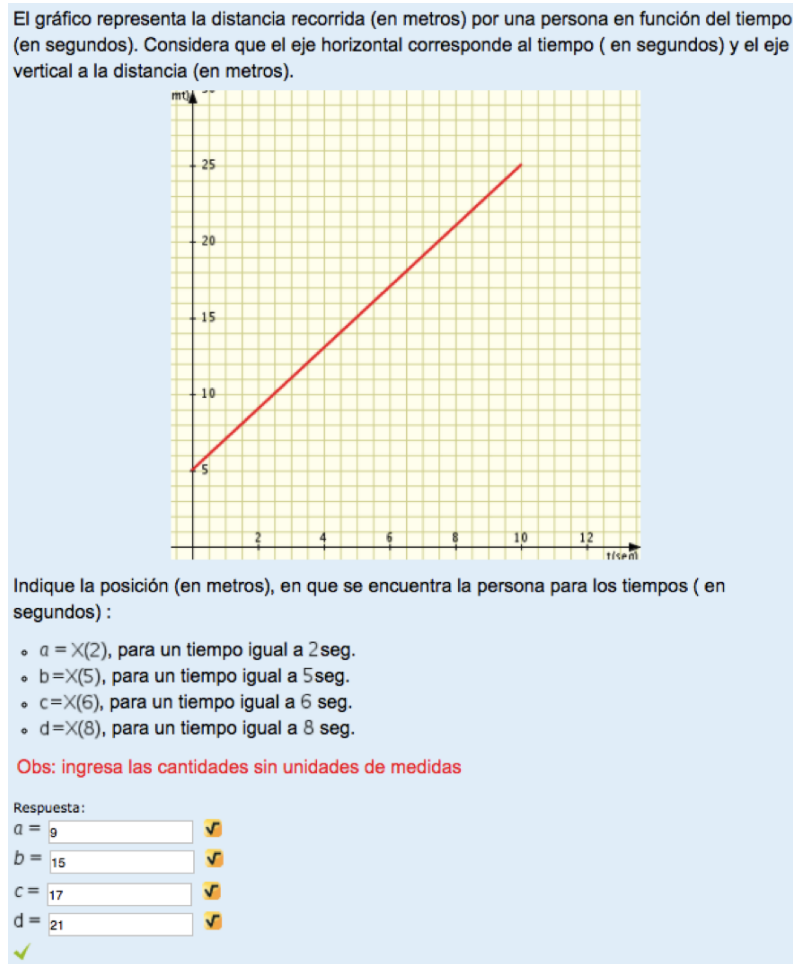 El gráfico representa la distancia recorrida (en metros) por una persona en función del tiempo
(en segundos). Considera que el eje horizontal corresponde al tiempo ( en segundos) y el eje
vertical a la distancia (en metros).
mt)
25
20
15
10
5
2 4 6 8 10 12
Indique la posición (en metros), en que se encuentra la persona para los tiempos ( en
segundos) :
a = X(2), para un tiempo igual a 2seg.
b=X(5), para un tiempo igual a 5seg.
c=X(6), para un tiempo igual a 6 seg.
d=X(8), para un tiempo igual a 8 seg.
Obs: ingresa las cantidades sin unidades de medidas
Respuesta:
a = 9
b = 15
c = 17
d = 21